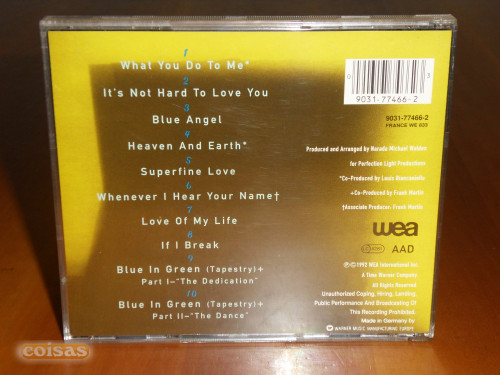 1
What You Do To Me*
2
It's Not Hard To Love You
3
Blue Angel
4
Heaven And Earth*
5
Superfine Love
6
Whenever I Hear Your Name†
7
Love Of My Life
8
If I Break
9
Blue In Green (Tapestry)+
Part I–"The Dedication"
10
Blue In Green (Tapestry)+
Part II–"The Dance"
0 3
9031-77466-2
9031-77466-2
FRANCE WE 833
Produced and Arranged by Narada Michael Walden
for Perfection Light Productions
*Co-Produced by Louis Biancaniello
+Co-Produced by Frank Martin
†Associate Producer: Frank Martin
wea
AAD
℗© 1992 WEA International Inc.
A Time Warner Company
All Rights Reserved.
Unauthorized Copying, Hiring, Lending,
Public Performance And Broadcasting Of
This Recording Prohibited.
Made in Germany by
WARNER MUSIC MANUFACTURING EUROPE
coisas